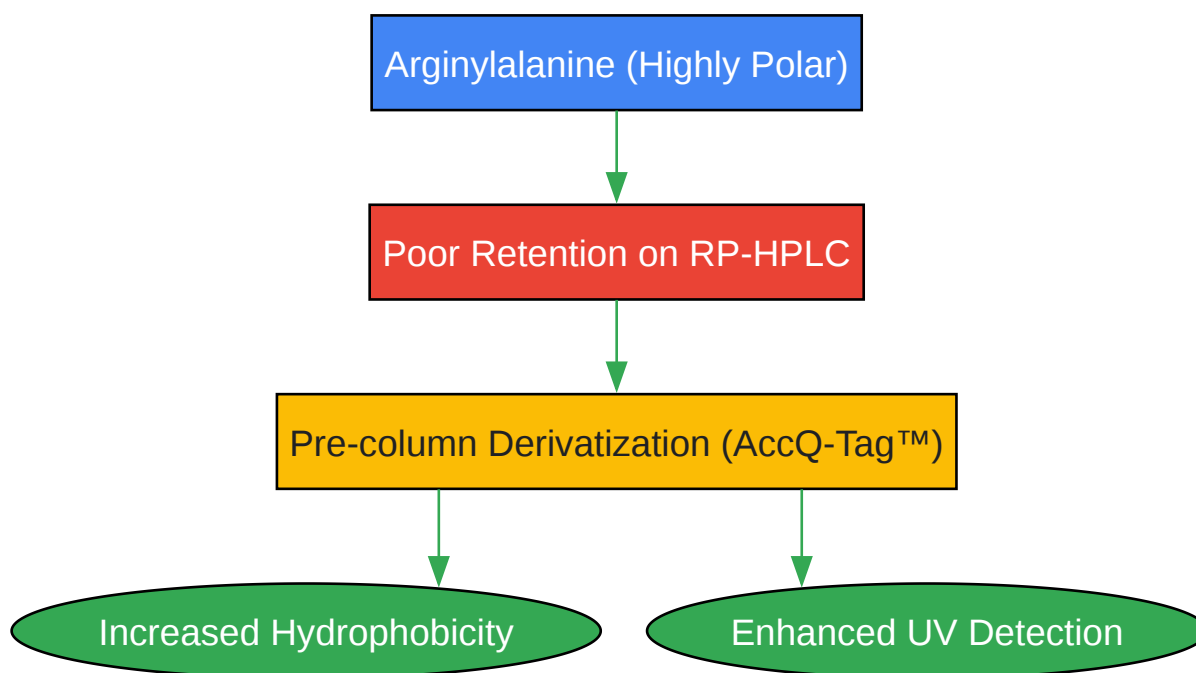 Arginylalanine (Highly Polar)
Poor Retention on RP-HPLC
Pre-column Derivatization (AccQ-Tag™)
Increased Hydrophobicity
Enhanced UV Detection